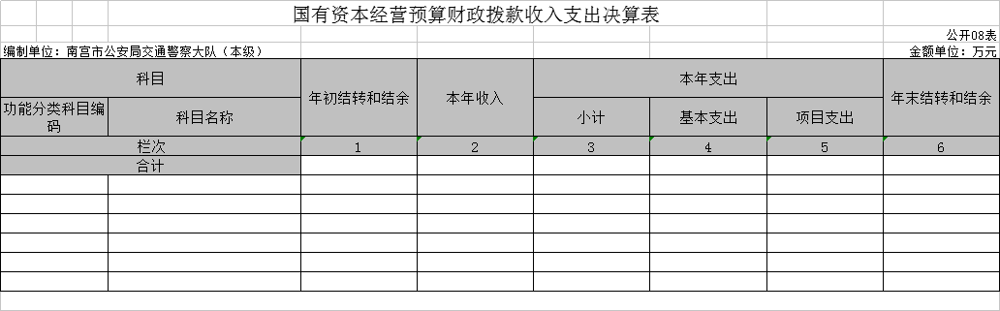 国有资本经营预算财政拨款收入支出决算表
公开08表
编制单位：南宫市公安局交通警察大队（本级） 金额单位：万元
科目 年初结转和结余 本年收入 本年支出 年末结转和结余
功能分类科目编码 科目名称 小计 基本支出 项目支出
栏次 1 2 3 4 5 6
合计